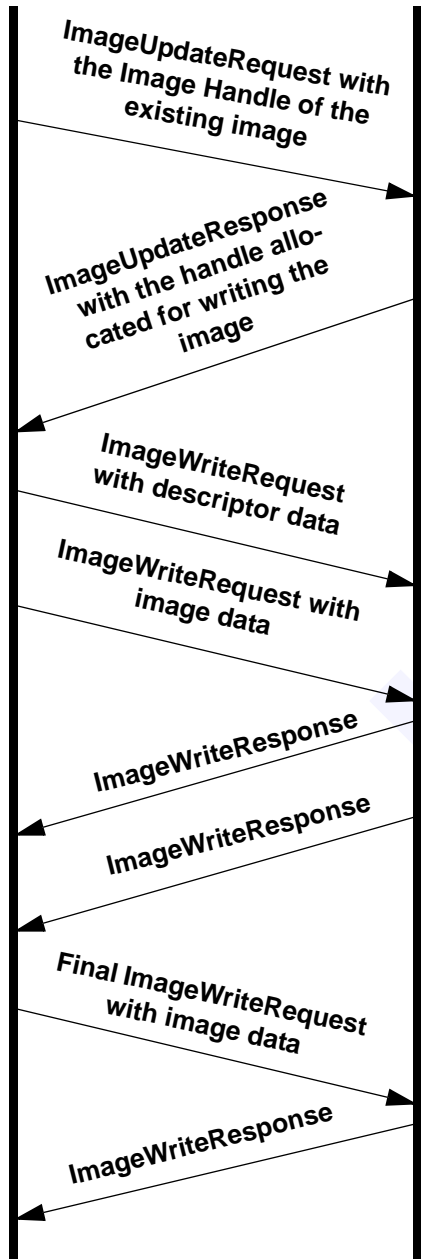 ImageUpdateRequest with
the Image Handle of the
existing image
ImageUpdateResponse
with the handle allo-
cated for writing the
image
ImageWriteRequest
with descriptor data
ImageWriteRequest with
image data
ImageWriteResponse
ImageWriteResponse
Final ImageWriteRequest
with image data
ImageWriteResponse